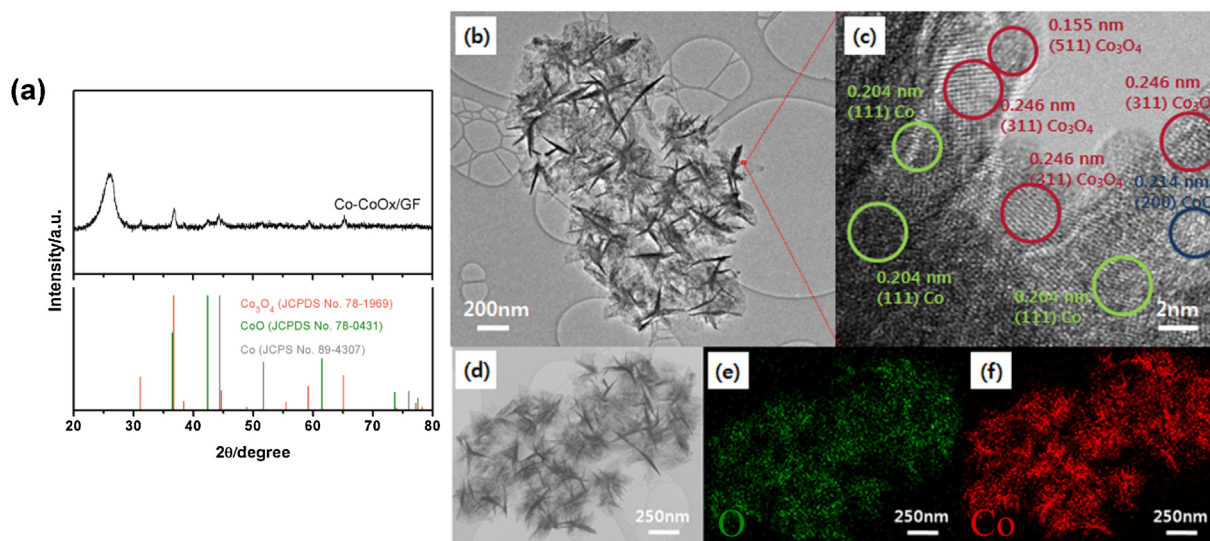 (a)
Intensity/a.u.
Co-CoOx/GF
Co₃O₄ (JCPDS No. 78-1969)
CoO (JCPDS No. 78-0431)
Co (JCPS No. 89-4307)
20 30 40 50 60 70 80
2θ/degree
(b)
200nm
(c)
0.155 nm
(511) Co₃O₄
0.204 nm
(111) Co
0.246 nm
(311) Co₃O₄
0.246 nm
(311) Co₃O
0.246 nm
(311) Co₃O₄
0.214 nm
(200) CoO
0.204 nm
(111) Co
0.204 nm
(111) Co
2nm
(d)
250nm
(e)
O
250nm
(f)
Co
250nm